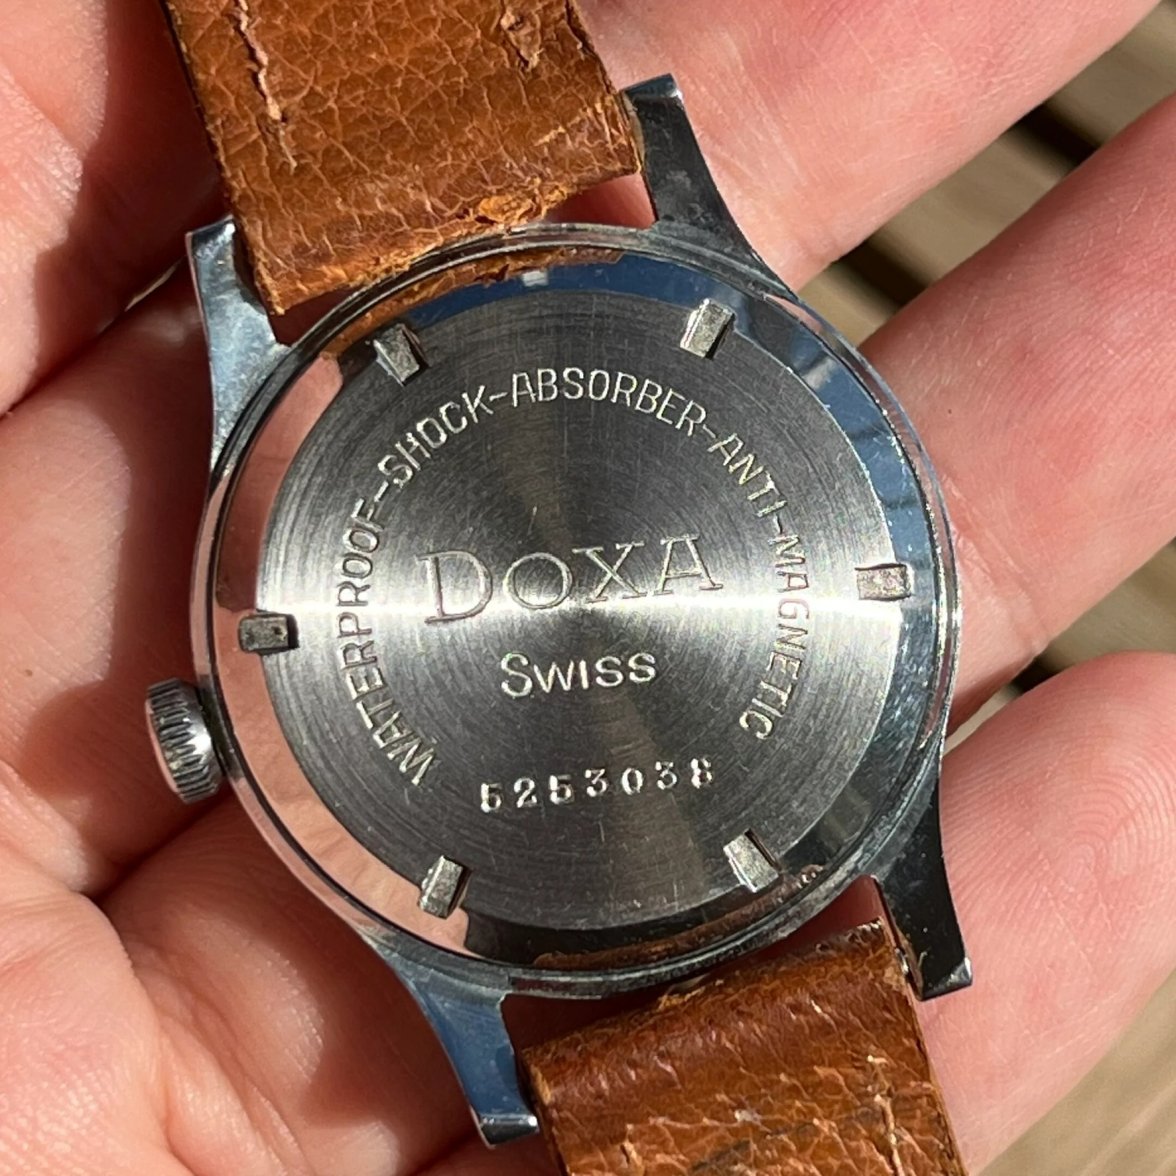 WATERPROOF-SHOCK-ABSORBER-ANTI-MAGNETIC
DOXA
SWISS
5253038